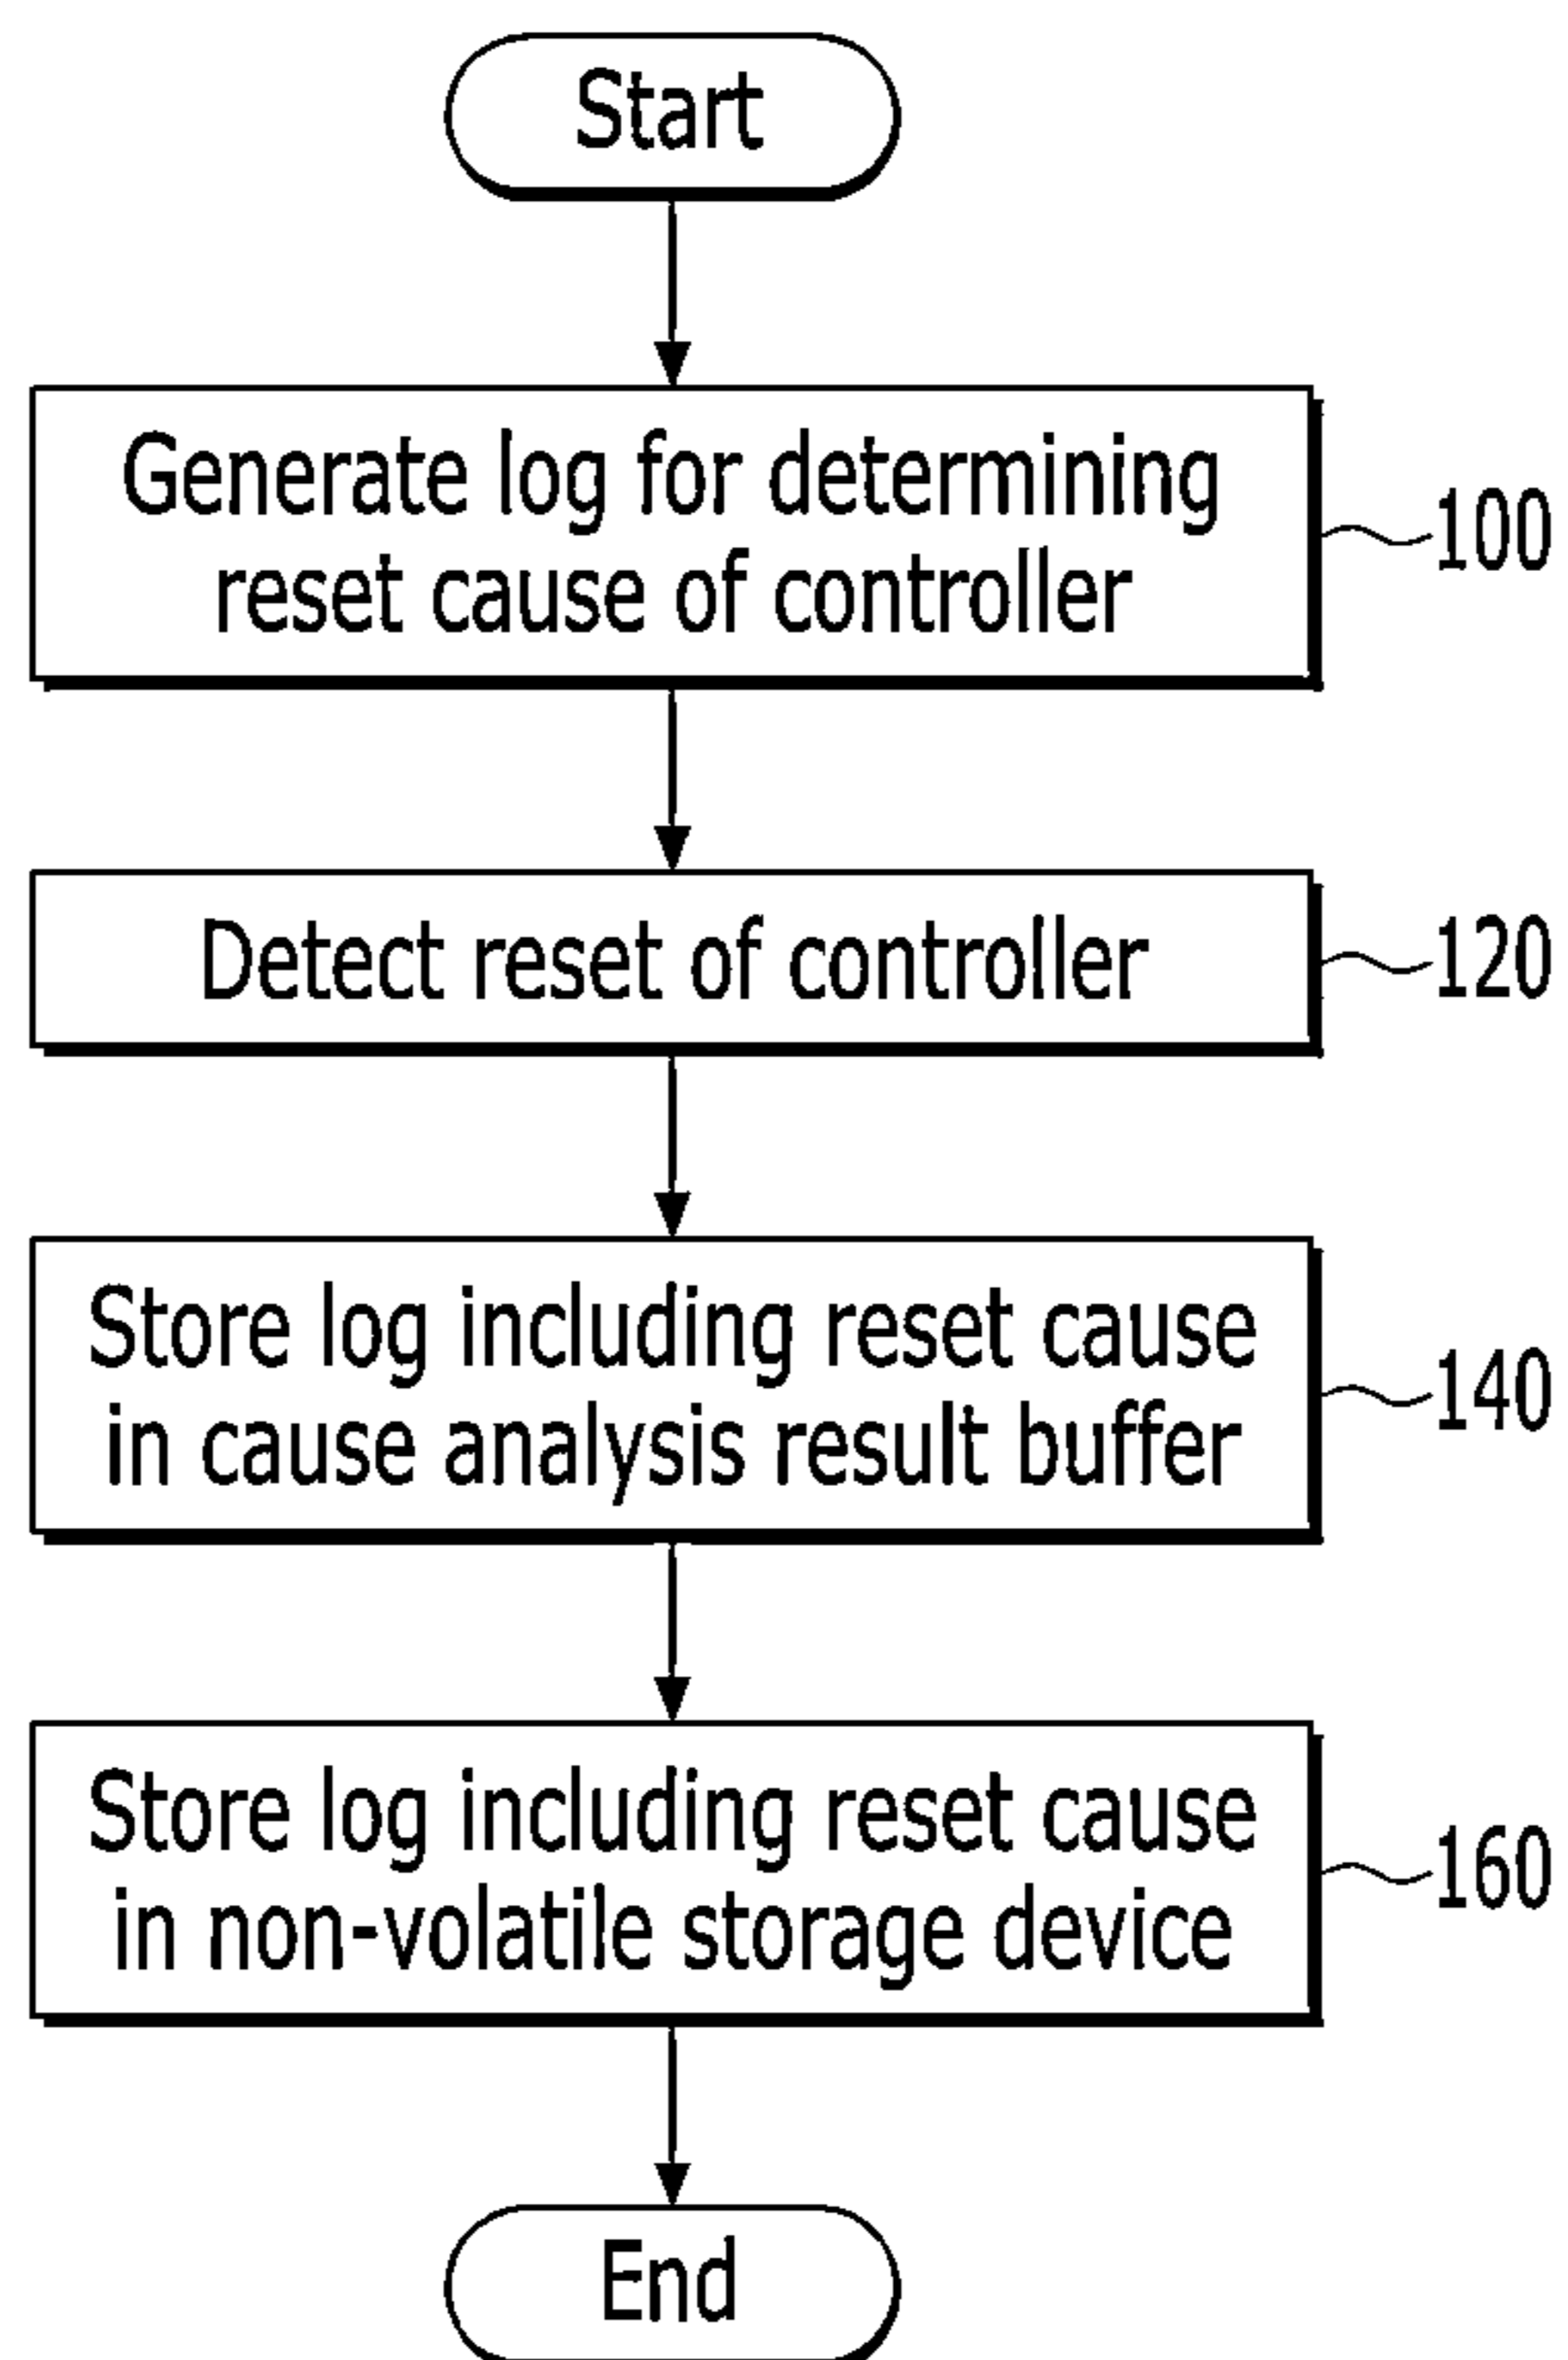 Start
Generate log for determining
reset cause of controller
100
Detect reset of controller
120
Store log including reset cause
in cause analysis result buffer
140
Store log including reset cause
in non-volatile storage device
160
End